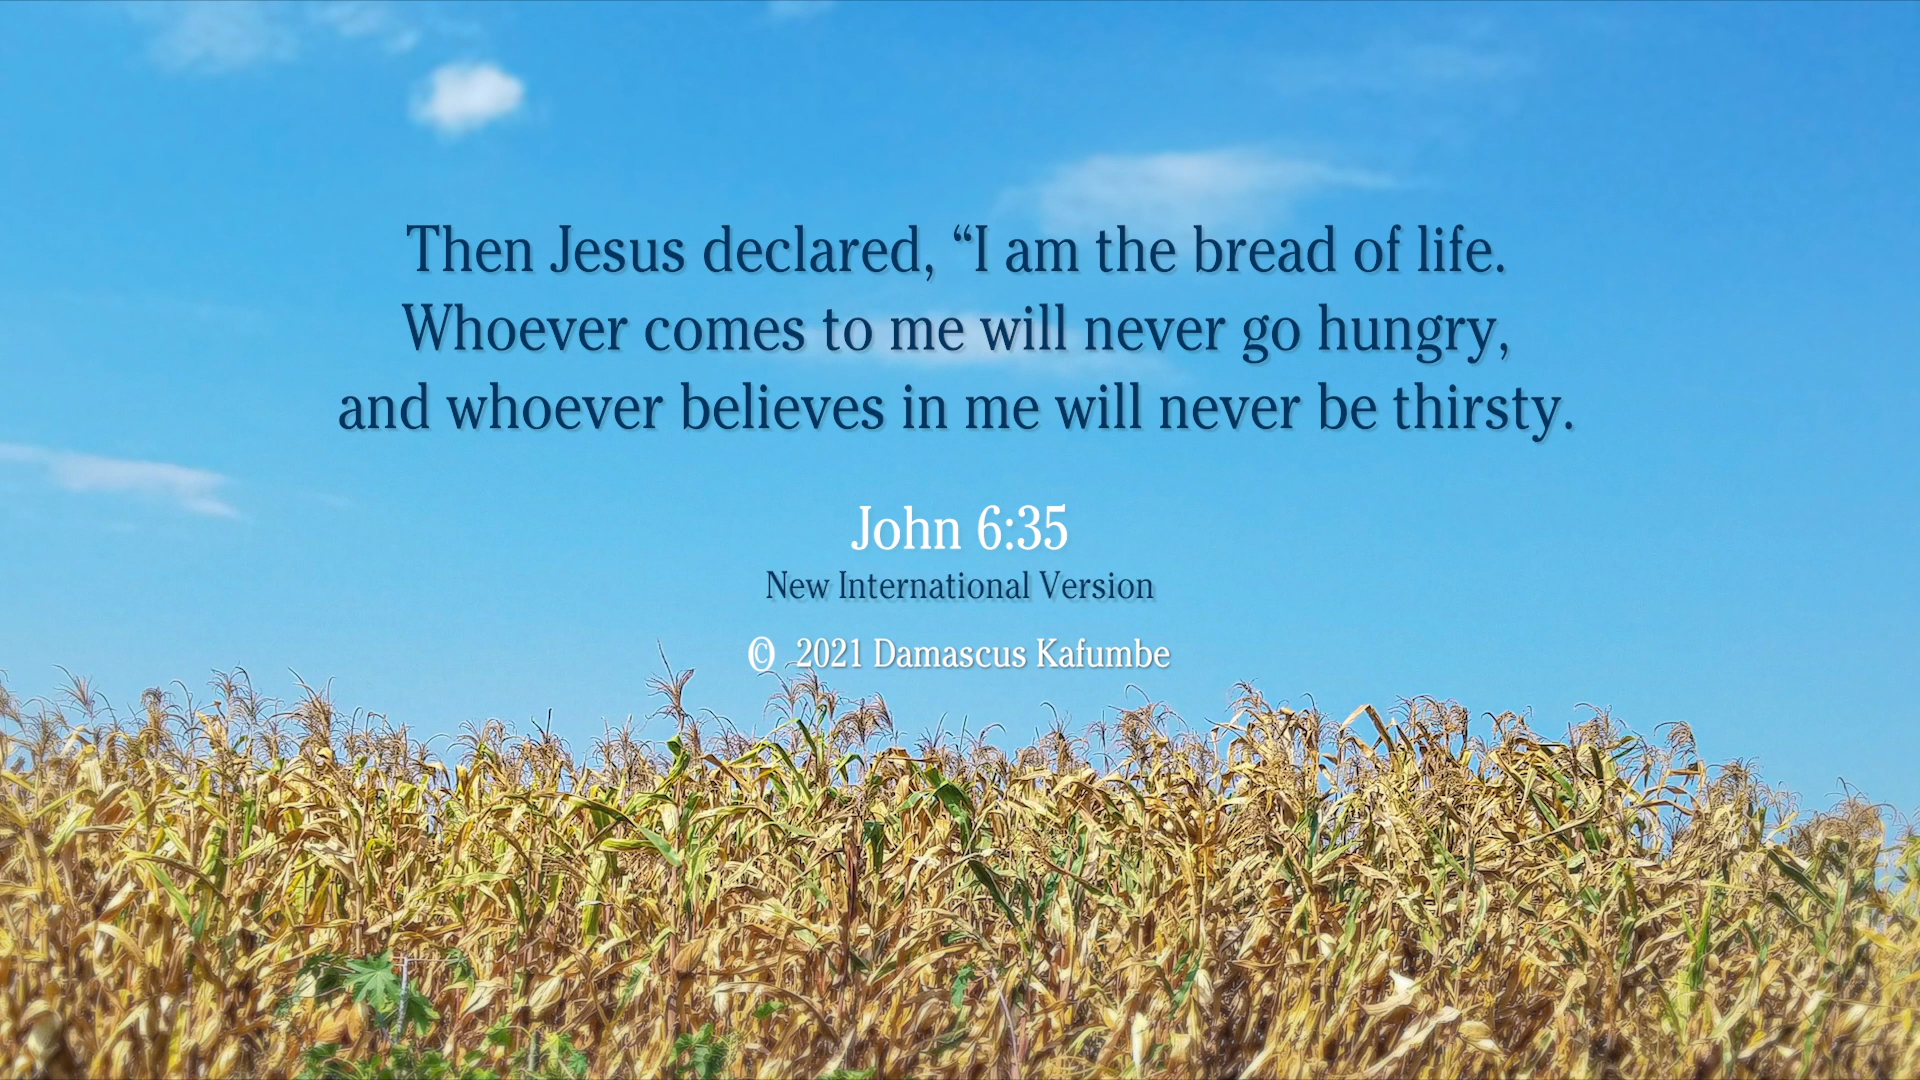 Then Jesus declared, “I am the bread of life.
Whoever comes to me will never go hungry,
and whoever believes in me will never be thirsty.
John 6:35
New International Version
© 2021 Damascus Kafumbe